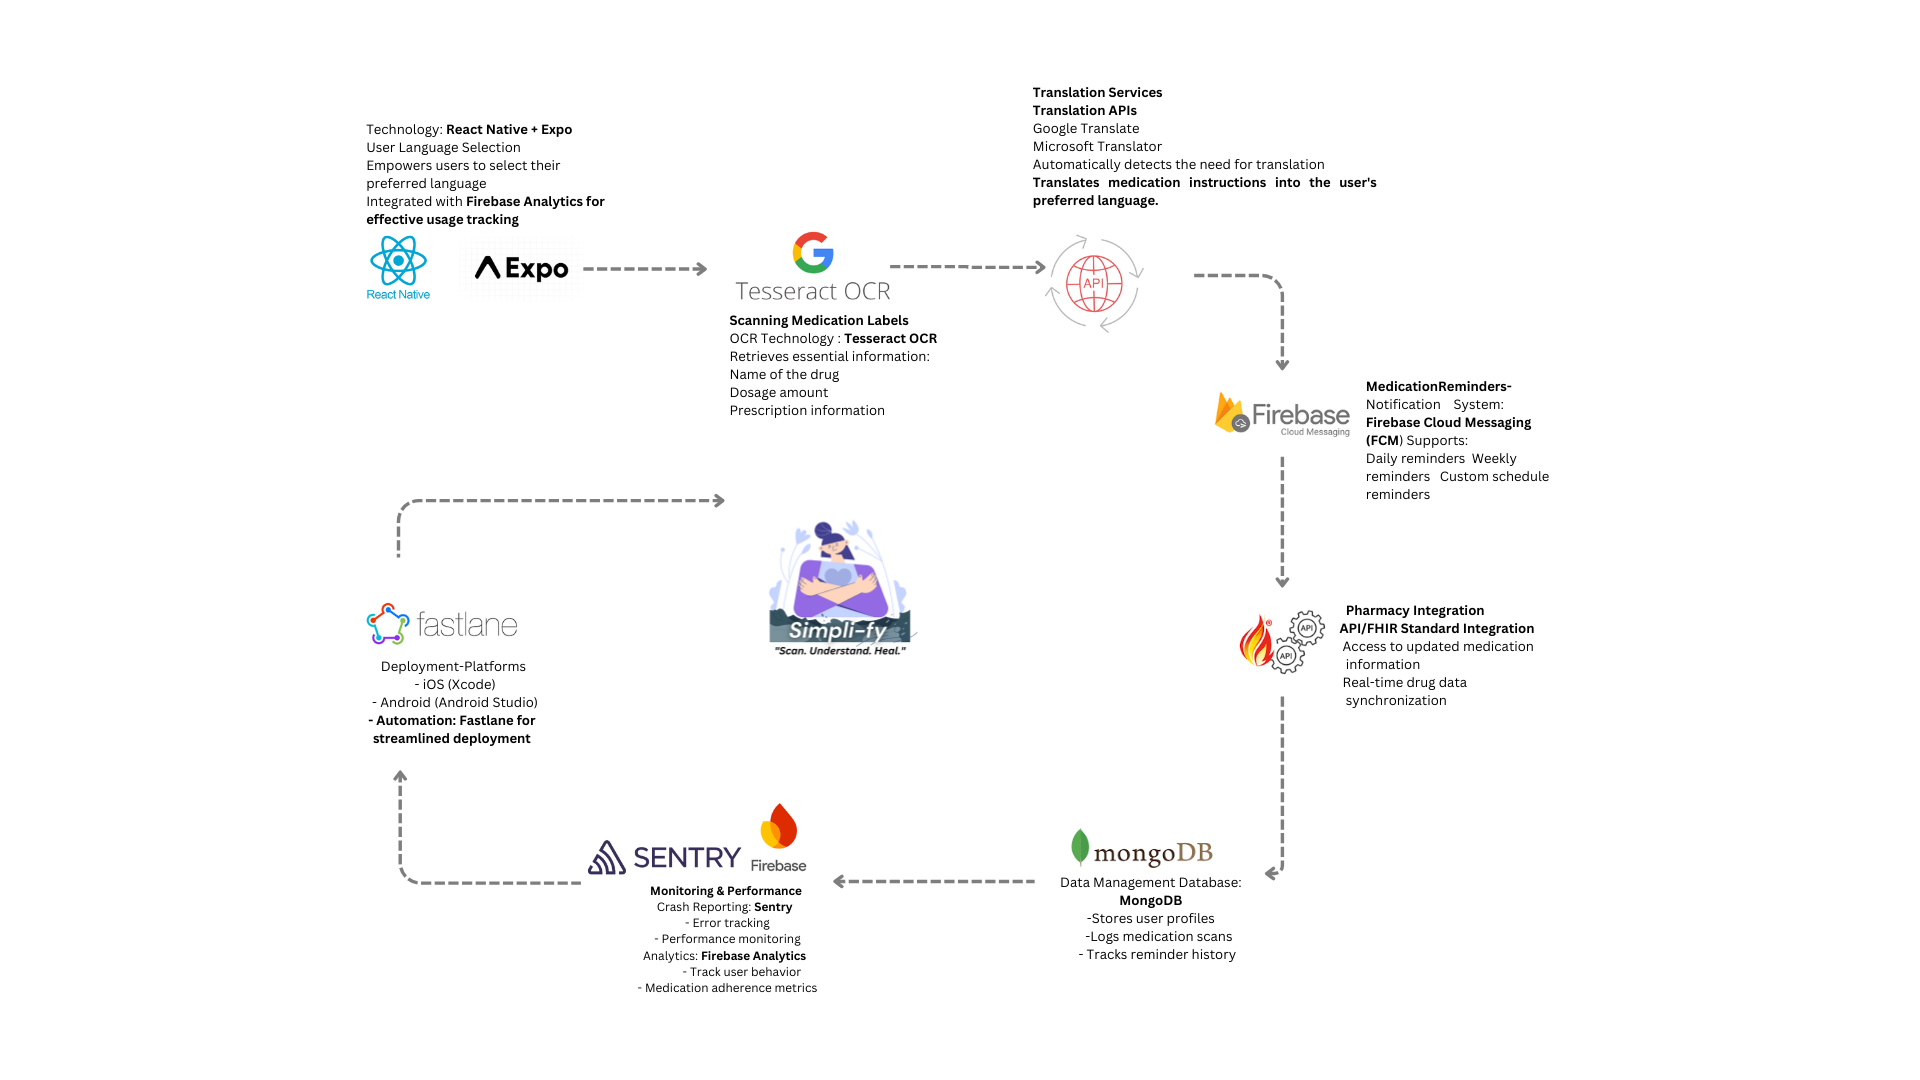 Technology: React Native + Expo
User Language Selection
Empowers users to select their
preferred language
Integrated with Firebase Analytics for
effective usage tracking
React Native
Expo
Tesseract OCR
Scanning Medication Labels
OCR Technology : Tesseract OCR
Retrieves essential information:
Name of the drug
Dosage amount
Prescription information
Translation Services
Translation APIs
Google Translate
Microsoft Translator
Automatically detects the need for translation
Translates medication instructions into the user's
preferred language.
API
Firebase
Cloud Messaging
MedicationReminders-
Notification System:
Firebase Cloud Messaging
(FCM) Supports:
Daily reminders Weekly
reminders Custom schedule
reminders
API
API
Pharmacy Integration
API/FHIR Standard Integration
Access to updated medication
information
Real-time drug data
synchronization
mongoDB
Data Management Database:
MongoDB
-Stores user profiles
-Logs medication scans
- Tracks reminder history
SENTRY
Firebase
Monitoring & Performance
Crash Reporting: Sentry
- Error tracking
- Performance monitoring
Analytics: Firebase Analytics
- Track user behavior
- Medication adherence metrics
fastlane
Deployment-Platforms
- iOS (Xcode)
- Android (Android Studio)
- Automation: Fastlane for
streamlined deployment
Simpli-fy
"Scan. Understand. Heal."